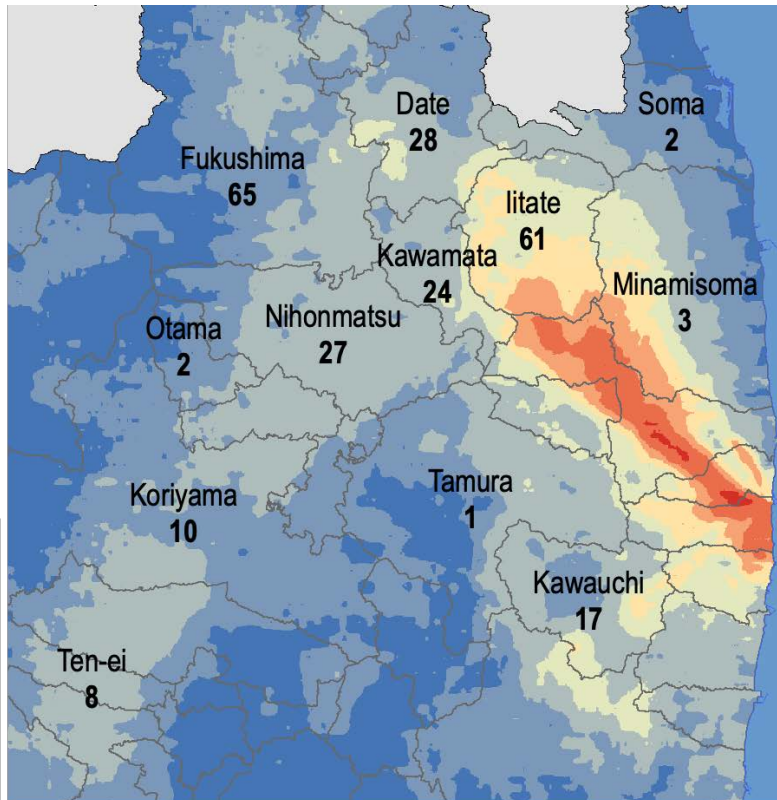 Date
28
Soma
2
Fukushima
65
Iitate
61
Kawamata
24
Minamisoma
3
Otama
2
Nihonmatsu
27
Koriyama
10
Tamura
1
Kawauchi
17
Ten-ei
8